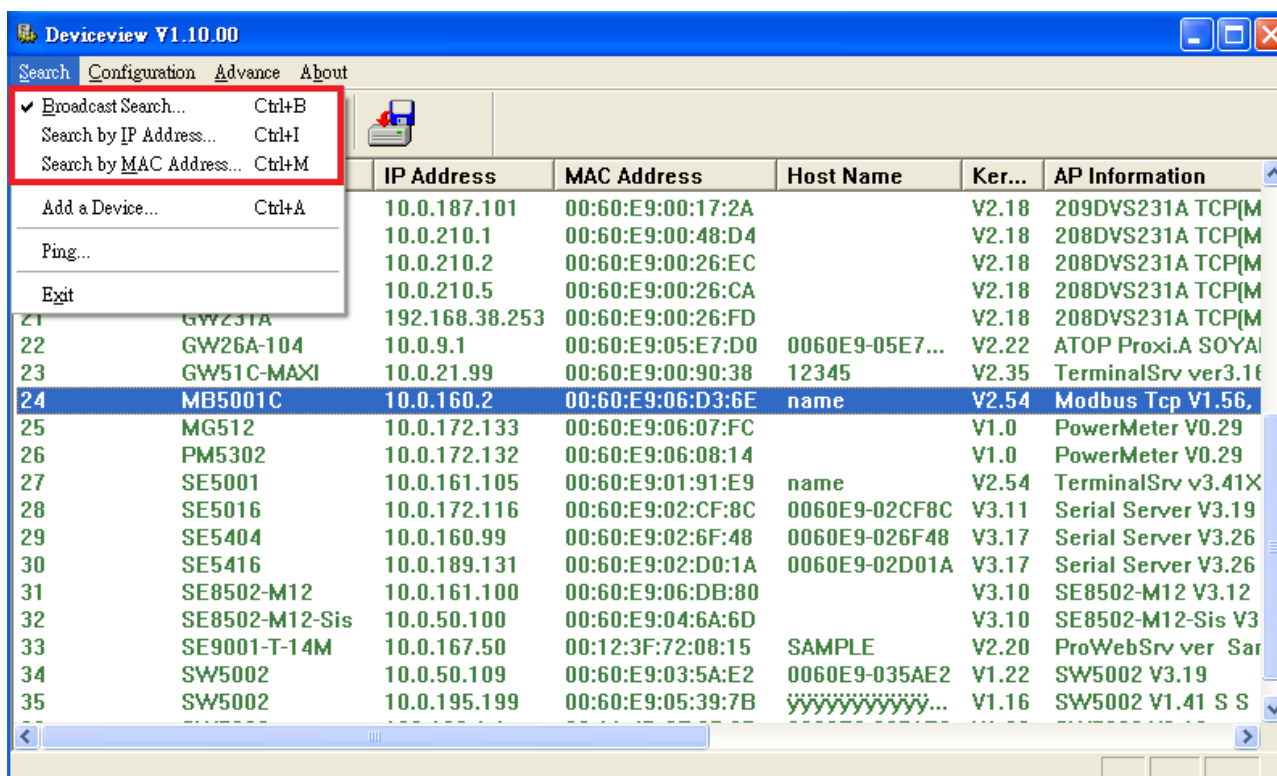 Deviceview V1.10.00
Search Configuration Advance About
✓ Broadcast Search... Ctrl+B
Search by IP Address... Ctrl+I
Search by MAC Address... Ctrl+M
Add a Device... Ctrl+A
Ping...
Exit
IP Address MAC Address Host Name Ker... AP Information
10.0.187.101 00:60:E9:00:17:2A V2.18 209DVS231A TCP(M
10.0.210.1 00:60:E9:00:48:D4 V2.18 208DVS231A TCP(M
10.0.210.2 00:60:E9:00:26:EC V2.18 208DVS231A TCP(M
10.0.210.5 00:60:E9:00:26:CA V2.18 208DVS231A TCP(M
21 GW231A 192.168.38.253 00:60:E9:00:26:FD V2.18 208DVS231A TCP(M
22 GW26A-104 10.0.9.1 00:60:E9:05:E7:D0 0060E9-05E7... V2.22 ATOP Proxi.A SOYAL
23 GW51C-MAXI 10.0.21.99 00:60:E9:00:90:38 12345 V2.35 TerminalSrv ver3.16
24 MB5001C 10.0.160.2 00:60:E9:06:D3:6E name V2.54 Modbus Tcp V1.56,
25 MG512 10.0.172.133 00:60:E9:06:07:FC V1.0 PowerMeter V0.29
26 PM5302 10.0.172.132 00:60:E9:06:08:14 V1.0 PowerMeter V0.29
27 SE5001 10.0.161.105 00:60:E9:01:91:E9 name V2.54 TerminalSrv v3.41X
28 SE5016 10.0.172.116 00:60:E9:02:CF:8C 0060E9-02CF8C V3.11 Serial Server V3.19
29 SE5404 10.0.160.99 00:60:E9:02:6F:48 0060E9-026F48 V3.17 Serial Server V3.26
30 SE5416 10.0.189.131 00:60:E9:02:D0:1A 0060E9-02D01A V3.17 Serial Server V3.26
31 SE8502-M12 10.0.161.100 00:60:E9:06:DB:80 V3.10 SE8502-M12 V3.12
32 SE8502-M12-Sis 10.0.50.100 00:60:E9:04:6A:6D V3.10 SE8502-M12-Sis V3
33 SE9001-T-14M 10.0.167.50 00:12:3F:72:08:15 SAMPLE V2.20 ProWebSrv ver Sar
34 SW5002 10.0.50.109 00:60:E9:03:5A:E2 0060E9-035AE2 V1.22 SW5002 V3.19
35 SW5002 10.0.195.199 00:60:E9:05:39:7B ÿÿÿÿÿÿÿÿÿÿÿ... V1.16 SW5002 V1.41 S S